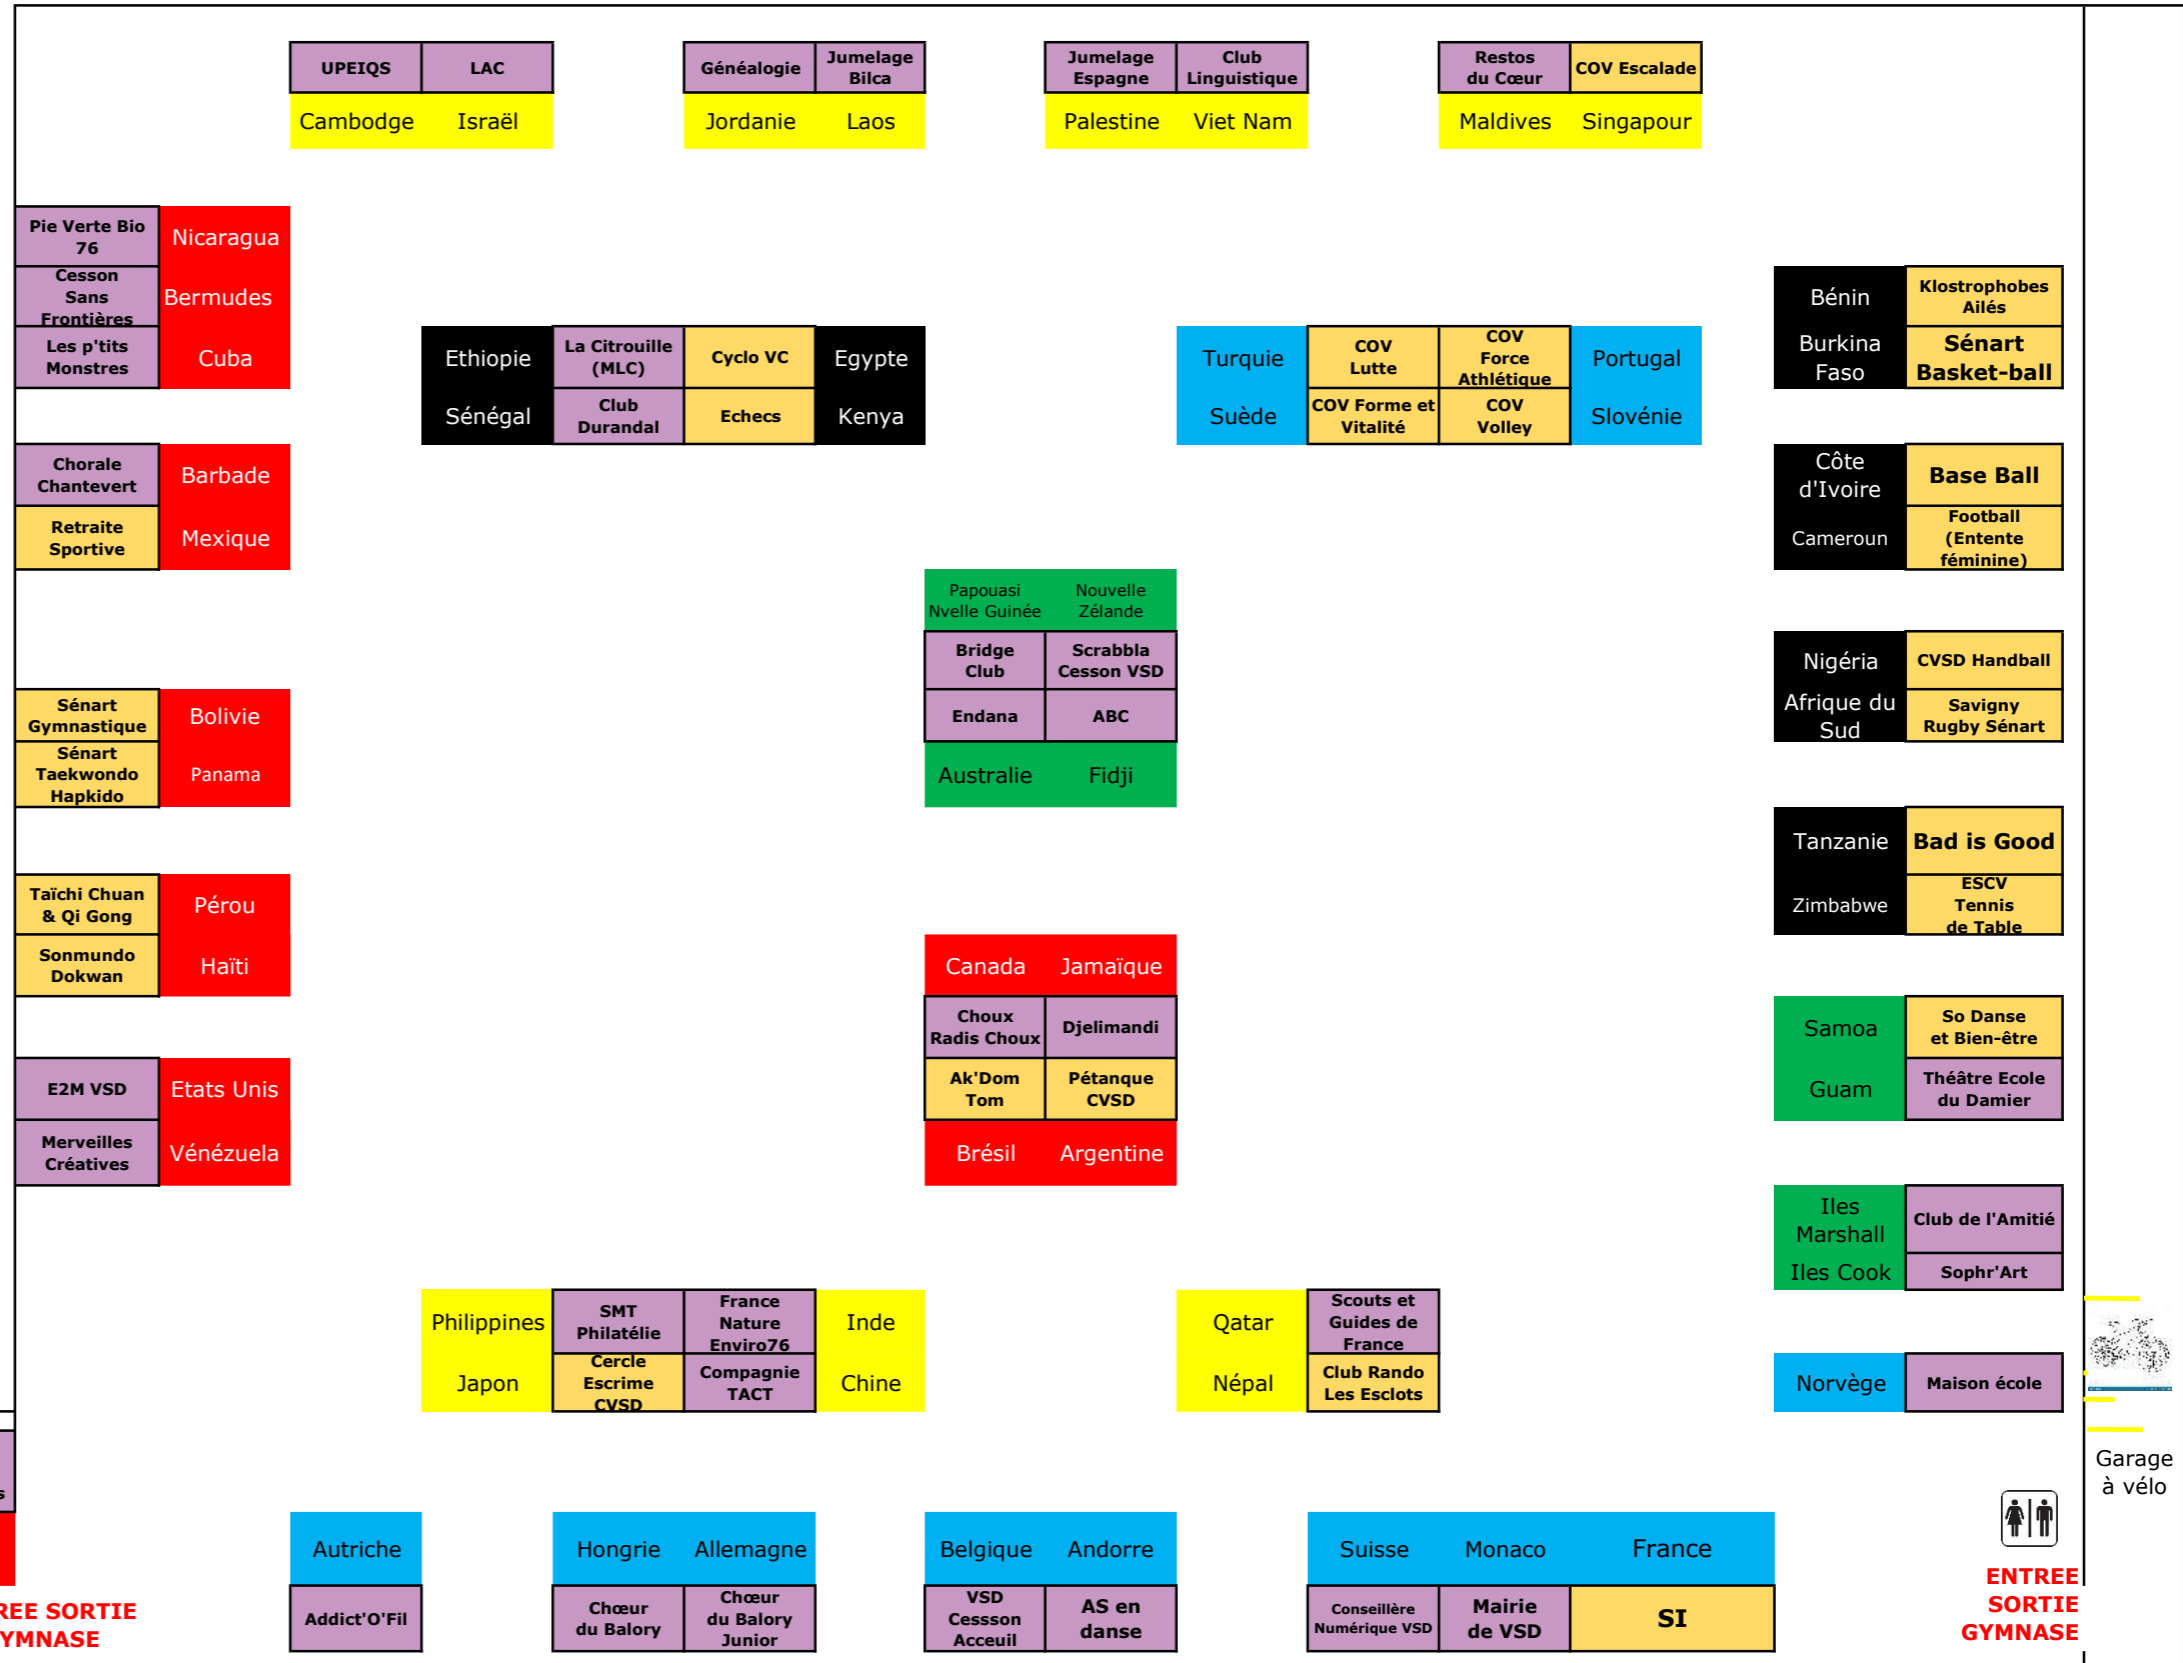 UPEIQS LAC
Cambodge Israël
Généalogie Jumelage
Bilca
Jordanie Laos
Jumelage
Espagne
Club
Linguistique
Palestine Viet Nam
Restos
du Cœur
COV Escalade
Maldives Singapour
Pie Verte Bio
76
Nicaragua
Cesson
Sans
Frontières
Bermudes
Les p'tits
Monstres
Cuba
Ethiopie
La Citrouille
(MLC)
Cyclo VC
Egypte
Sénégal
Club
Durandal
Echecs
Kenya
Turquie
COV
Lutte
COV
Force
Athlétique
Portugal
Suède
COV Forme et
Vitalité
COV
Volley
Slovénie
Bénin
Klostrophobes
Ailés
Burkina
Faso
Sénart
Basket-ball
Chorale
Chantevert
Barbade
Retraite
Sportive
Mexique
Côte
d'Ivoire
Base Ball
Cameroun
Football
(Entente
féminine)
Papouasi
Nvelle Guinée
Nouvelle
Zélande
Bridge
Club
Scrabbla
Cesson VSD
Endana
ABC
Australie Fidji
Nigéria
CVSD Handball
Afrique du
Sud
Savigny
Rugby Sénart
Sénart
Gymnastique
Bolivie
Sénart
Taekwondo
Hapkido
Panama
Tanzanie
Bad is Good
Zimbabwe
ESCV
Tennis
de Table
Taïchi Chuan
& Qi Gong
Pérou
Sonmundo
Dokwan
Haïti
Canada Jamaïque
Choux
Radis Choux
Djelimandi
Ak'Dom
Tom
Pétanque
CVSD
Brésil Argentine
Samoa
So Danse
et Bien-être
Guam
Théâtre Ecole
du Damier
E2M VSD
Etats Unis
Merveilles
Créatives
Vénézuela
Iles
Marshall
Club de l'Amitié
Iles Cook
Sophr'Art
Philippines
SMT
Philatélie
France
Nature
Enviro76
Inde
Japon
Cercle
Escrime
CVSD
Compagnie
TACT
Chine
Qatar
Scouts et
Guides de
France
Népal
Club Rando
Les Esclots
Norvège
Maison école
Garage
à vélo
s
Autriche
Addict'O'Fil
Hongrie Allemagne
Chœur
du Balory
Chœur
du Balory
Junior
Belgique Andorre
VSD
Cessson
Acceuil
AS en
danse
Suisse Monaco France
Conseillère
Numérique VSD
Mairie
de VSD
SI
REE SORTIE
YMNASE
ENTREE
SORTIE
GYMNASE